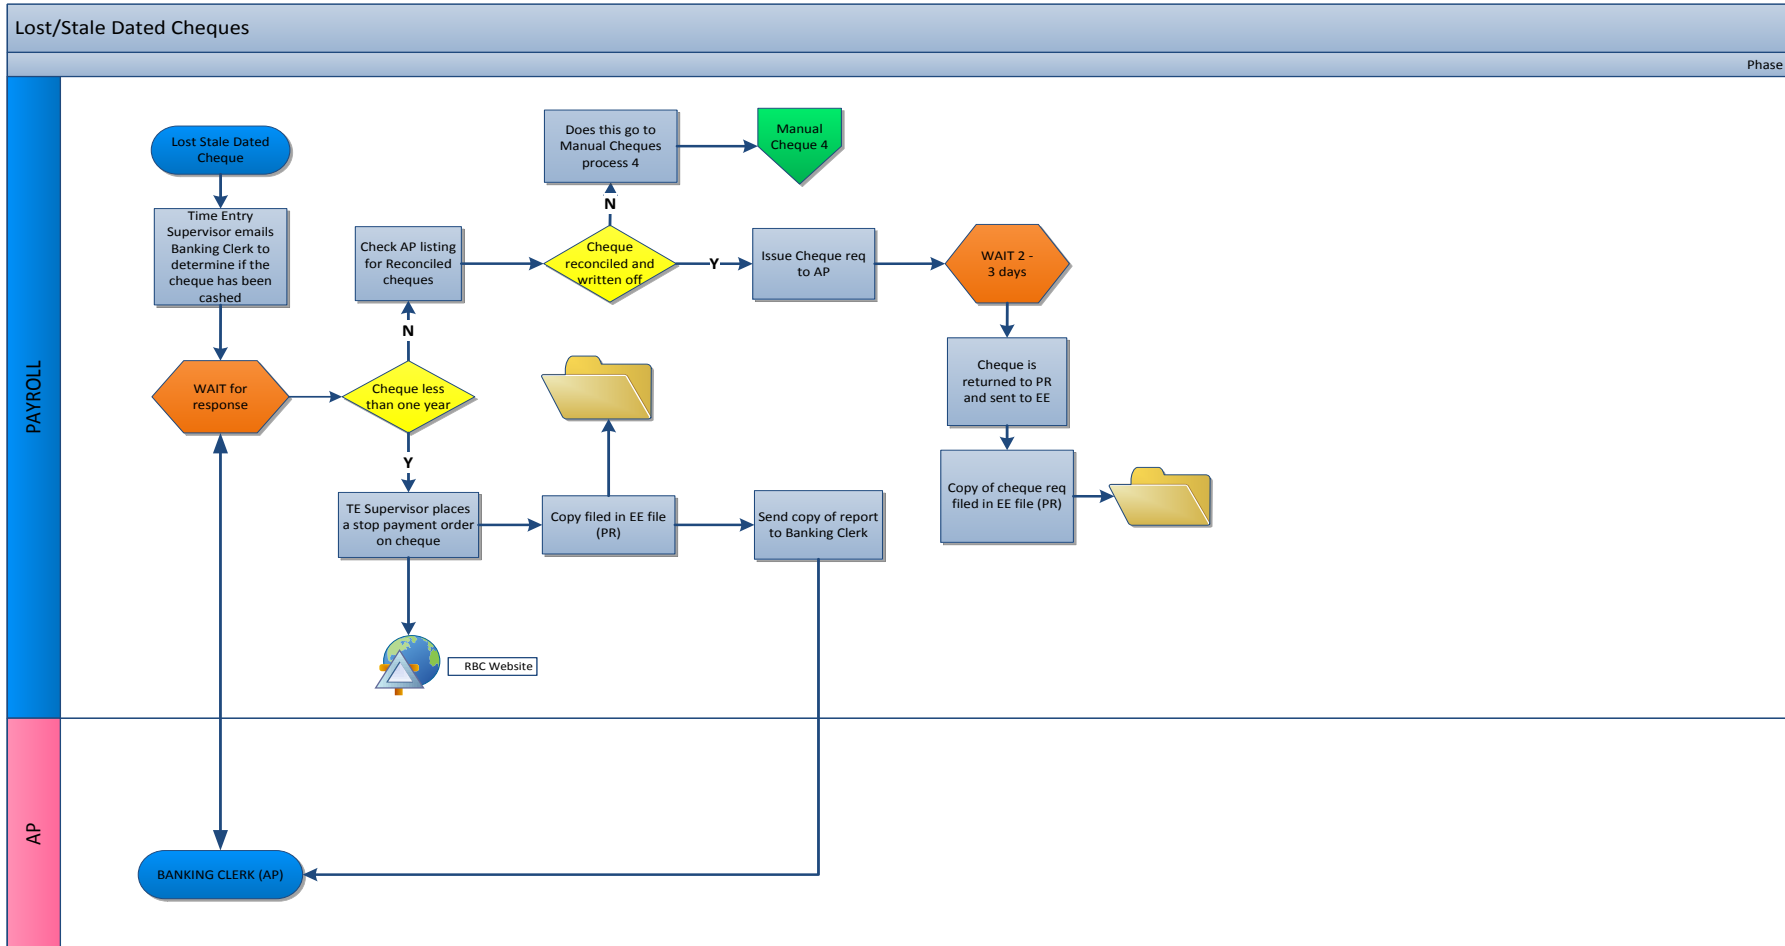 Lost/Stale Dated Cheques
Phase
PAYROLL
Lost Stale Dated
Cheque
Time Entry
Supervisor emails
Banking Clerk to
determine if the
cheque has been
cashed
WAIT for
response
Cheque less
than one year
N
Check AP listing
for Reconciled
cheques
Cheque
reconciled and
written off
N
Does this go to
Manual Cheques
process 4
Manual
Cheque 4
Y
Issue Cheque req
to AP
WAIT 2 -
3 days
Cheque is
returned to PR
and sent to EE
Copy of cheque req
filed in EE file (PR)
Y
TE Supervisor places
a stop payment order
on cheque
Copy filed in EE file
(PR)
Send copy of report
to Banking Clerk
RBC Website
AP
BANKING CLERK (AP)